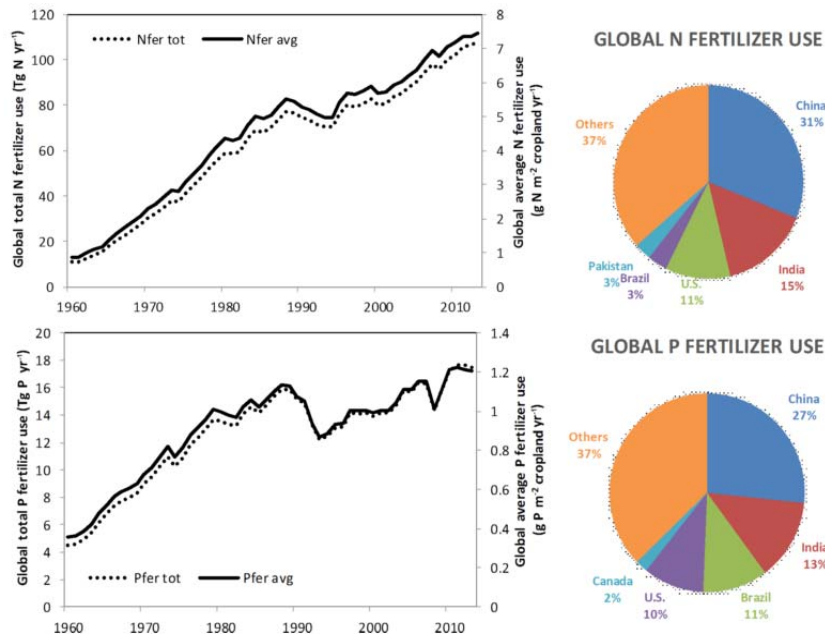 120
100
80
60
40
20
0
Global total N fertilizer use (Tg N yr⁻¹)
Nfer tot
Nfer avg
8
7
6
5
4
3
2
1
0
Global average N fertilizer use
(g N m⁻² cropland yr⁻¹)
1960
1970
1980
1990
2000
2010
GLOBAL N FERTILIZER USE
China
31%
India
15%
U.S.
11%
Brazil
3%
Pakistan
3%
Others
37%
20
18
16
14
12
10
8
6
4
2
0
Global total P fertilizer use (Tg P yr⁻¹)
Pfer tot
Pfer avg
1.4
1.2
1
0.8
0.6
0.4
0.2
0
Global average P fertilizer use
(g P m⁻² cropland yr⁻¹)
1960
1970
1980
1990
2000
2010
GLOBAL P FERTILIZER USE
China
27%
India
13%
Brazil
11%
U.S.
10%
Canada
2%
Others
37%